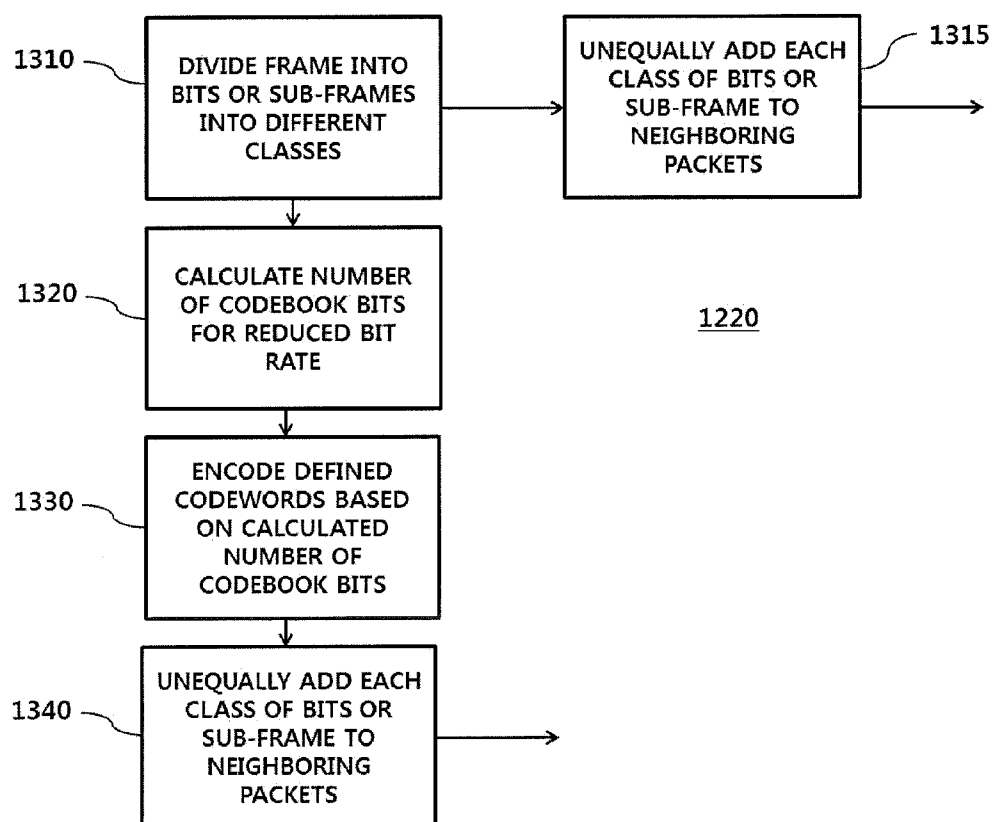 1310
DIVIDE FRAME INTO
BITS OR SUB-FRAMES
INTO DIFFERENT
CLASSES
UNEQUALLY ADD EACH
CLASS OF BITS OR
SUB-FRAME TO
NEIGHBORING
PACKETS
1315
1320
CALCULATE NUMBER
OF CODEBOOK BITS
FOR REDUCED BIT
RATE
1220
1330
ENCODE DEFINED
CODEWORDS BASED
ON CALCULATED
NUMBER OF
CODEBOOK BITS
1340
UNEQUALLY ADD EACH
CLASS OF BITS OR
SUB-FRAME TO
NEIGHBORING
PACKETS